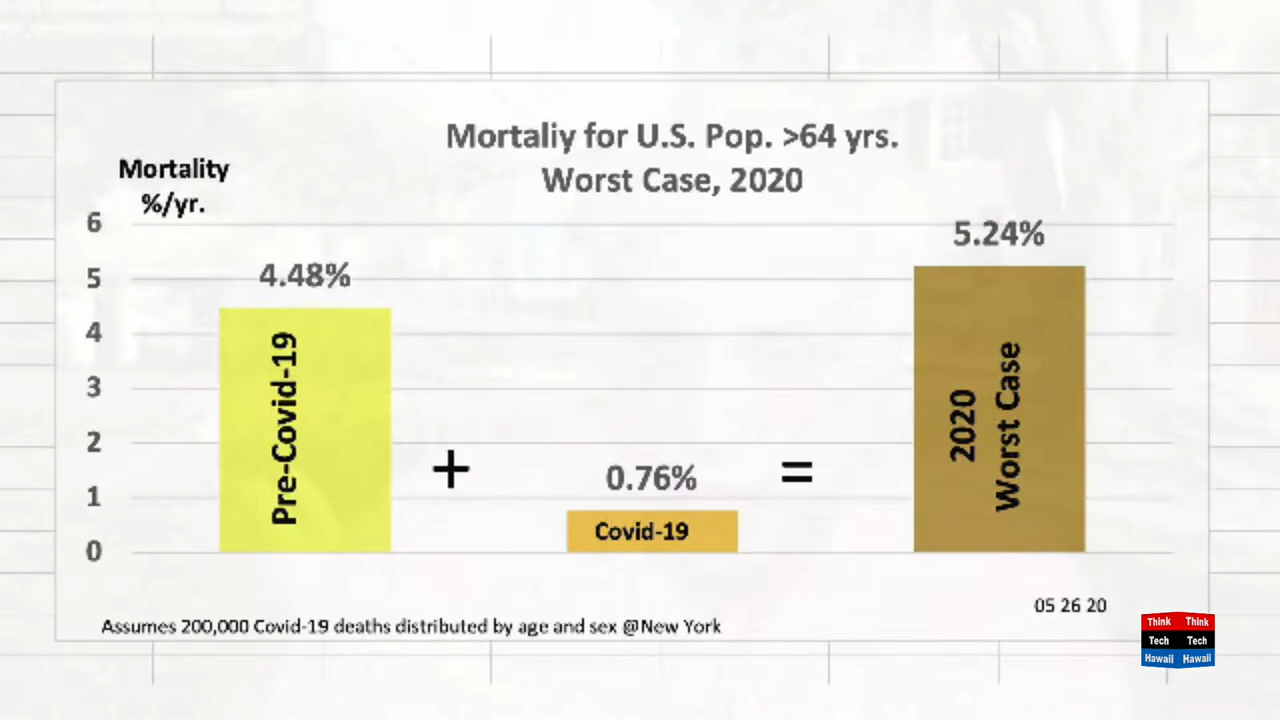 Mortaliy for U.S. Pop. >64 yrs.
Worst Case, 2020
Mortality
%/yr.
6
5
4
3
2
1
0
4.48%
Pre-Covid-19
+
0.76%
Covid-19
=
5.24%
2020
Worst Case
05 26 20
Assumes 200,000 Covid-19 deaths distributed by age and sex @New York
Think Think
Tech Tech
Hawaii Hawaii